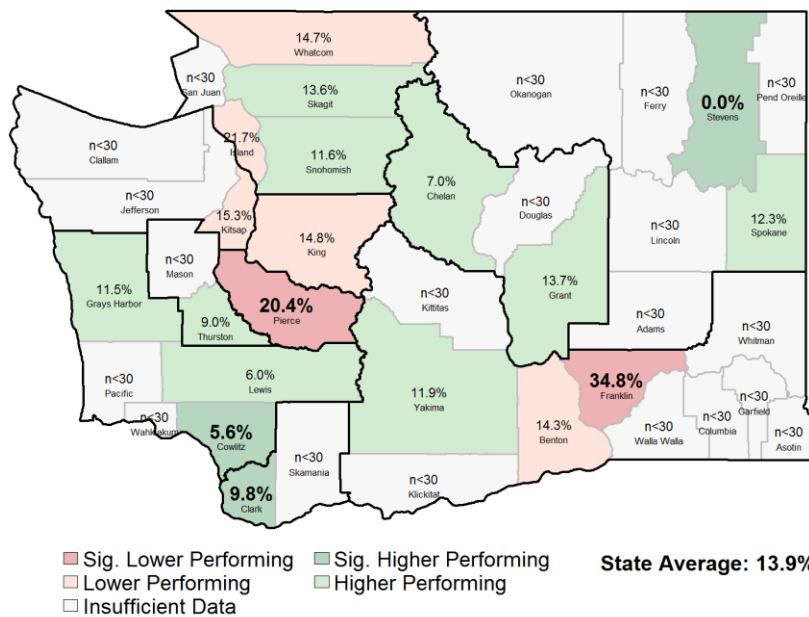 14.7%
Whatcom
n<30
San Juan
13.6%
Skagit
n<30
Okanogan
n<30
Ferry
0.0%
Stevens
n<30
Pend Oreille
n<30
Clallam
21.7%
Island
11.6%
Snohomish
7.0%
Chelan
n<30
Douglas
n<30
Jefferson
15.3%
Kitsap
14.8%
King
n<30
Lincoln
12.3%
Spokane
n<30
Mason
11.5%
Grays Harbor
9.0%
Thurston
20.4%
Pierce
n<30
Kittitas
13.7%
Grant
n<30
Adams
n<30
Whitman
n<30
Pacific
6.0%
Lewis
11.9%
Yakima
14.3%
Benton
34.8%
Franklin
n<30
Walla Walla
n<30
Columbia
n<30
Garfield
n<30
Asotin
n<30
Wahkiakum
5.6%
Cowlitz
9.8%
Clark
n<30
Skamania
n<30
Klickitat
Sig. Lower Performing
Sig. Higher Performing
State Average: 13.9%
Lower Performing
Higher Performing
Insufficient Data